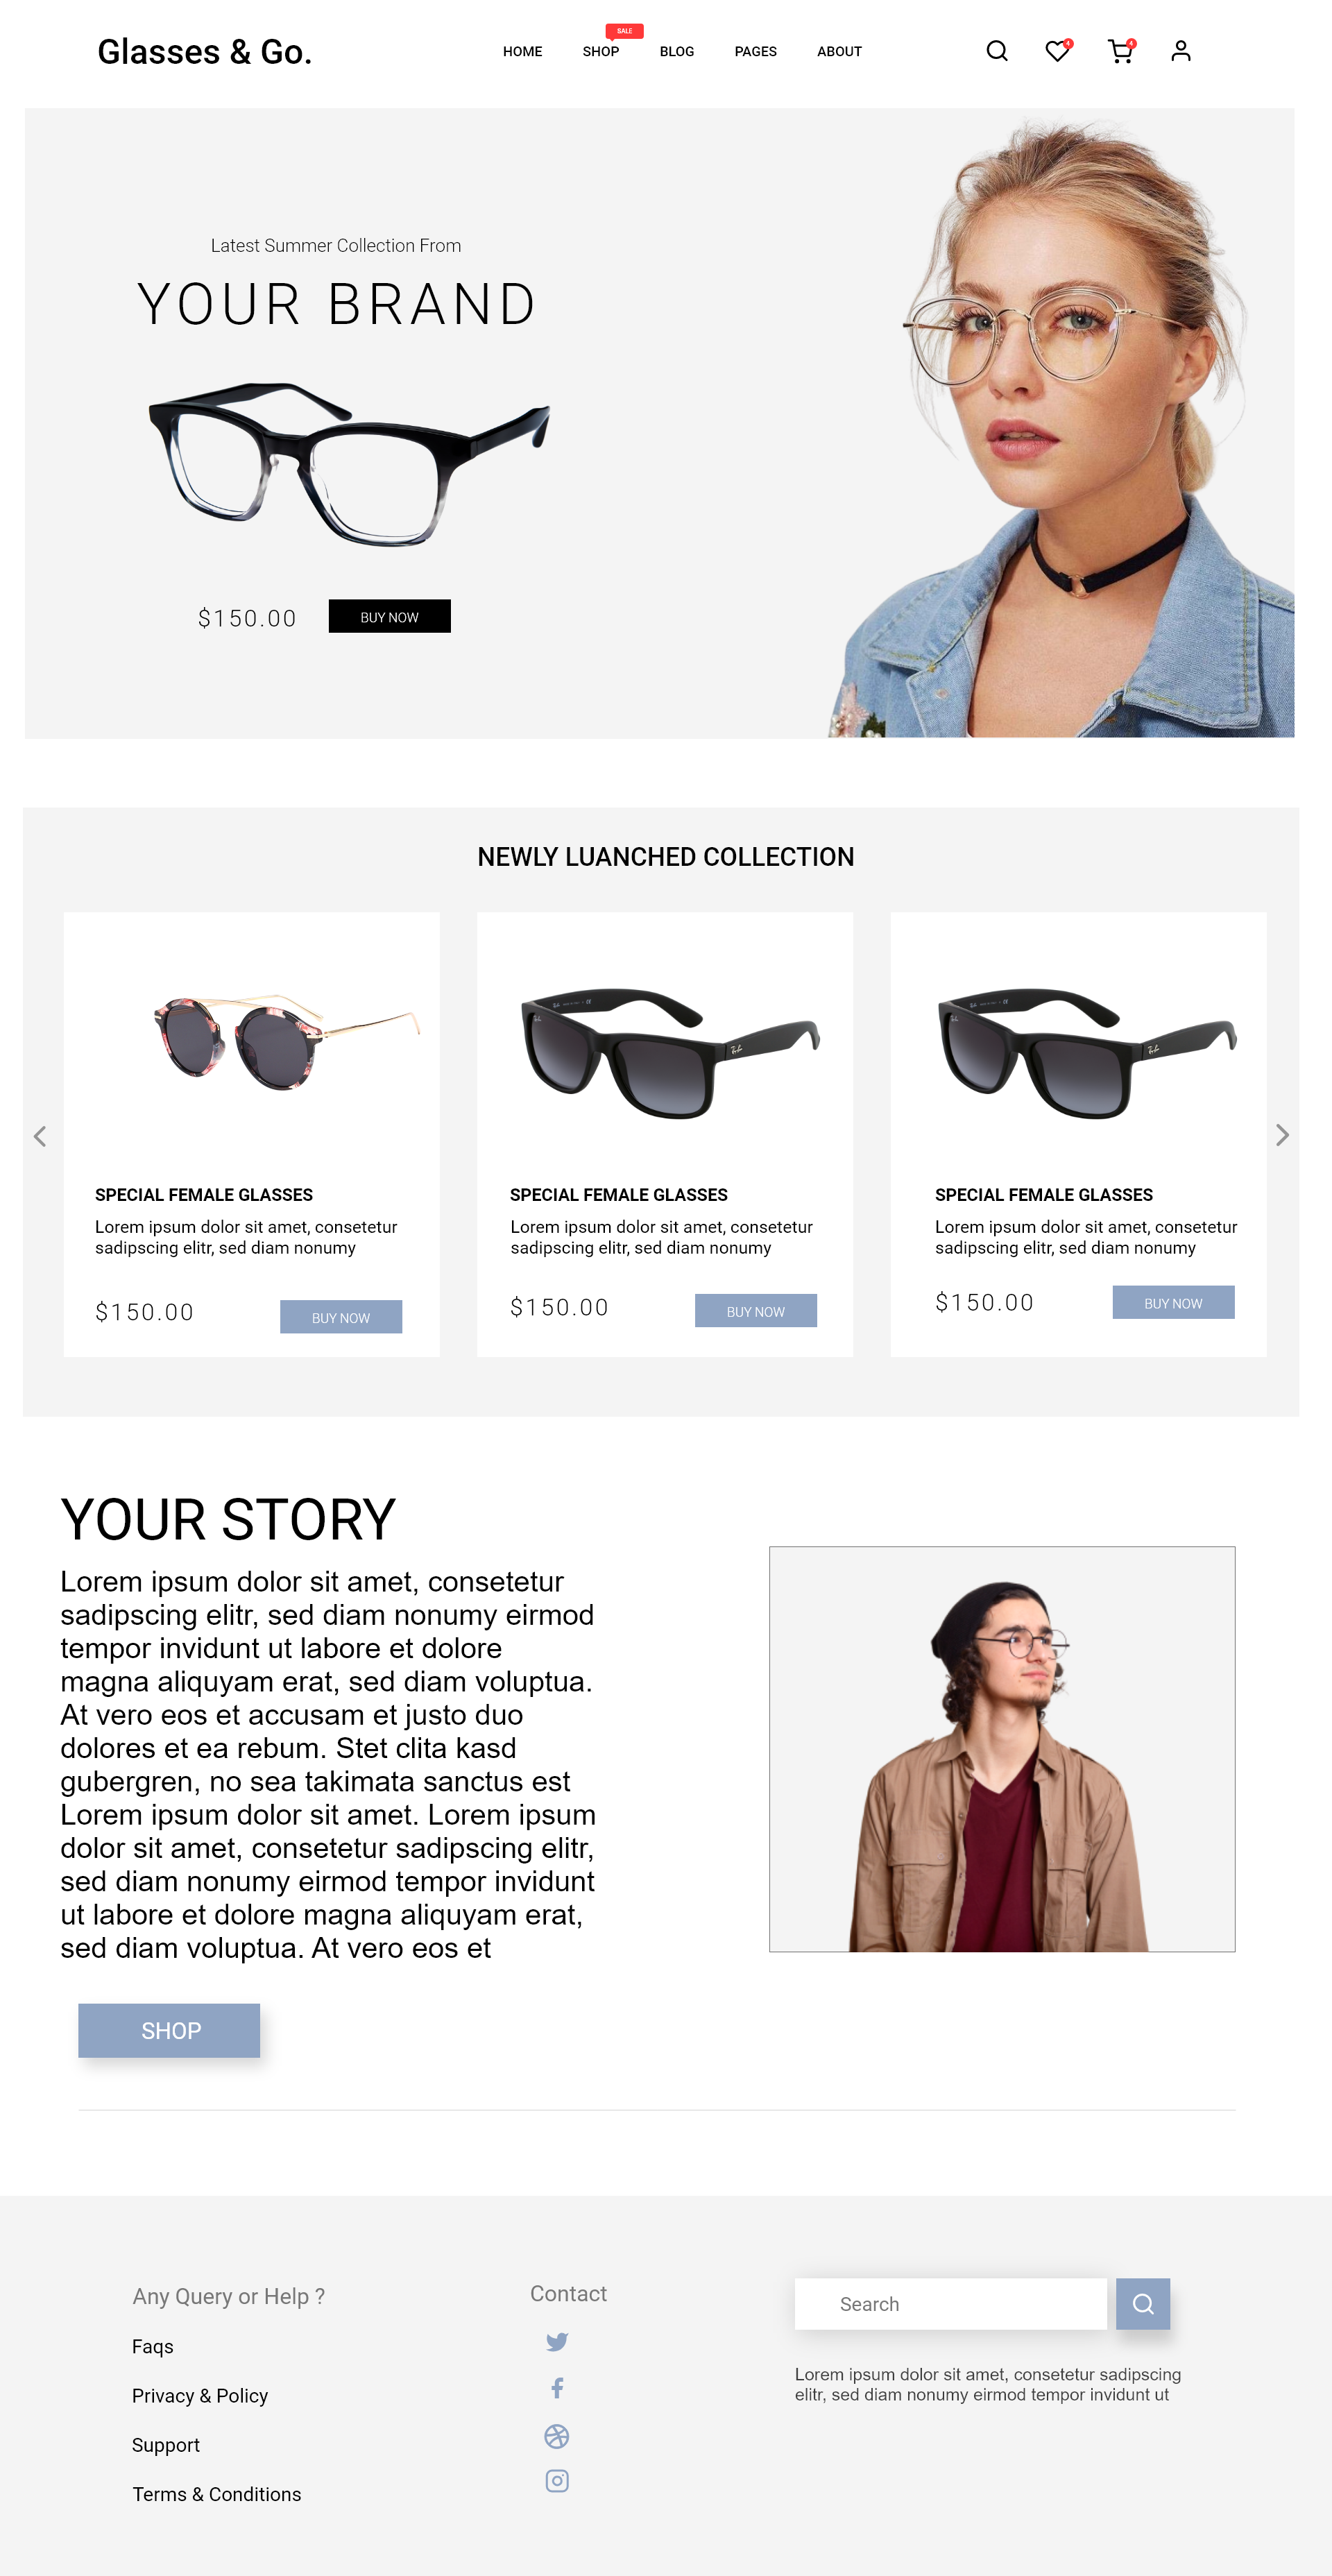 Glasses & Go.
SALE
HOME SHOP BLOG PAGES ABOUT
4 4
Latest Summer Collection From
YOUR BRAND
$150.00 BUY NOW
NEWLY LUANCHED COLLECTION
Ray-Ban
Ray-Ban
SPECIAL FEMALE GLASSES
Lorem ipsum dolor sit amet, consetetur
sadipscing elitr, sed diam nonumy
$150.00 BUY NOW
SPECIAL FEMALE GLASSES
Lorem ipsum dolor sit amet, consetetur
sadipscing elitr, sed diam nonumy
$150.00 BUY NOW
SPECIAL FEMALE GLASSES
Lorem ipsum dolor sit amet, consetetur
sadipscing elitr, sed diam nonumy
$150.00 BUY NOW
YOUR STORY
Lorem ipsum dolor sit amet, consetetur
sadipscing elitr, sed diam nonumy eirmod
tempor invidunt ut labore et dolore
magna aliquyam erat, sed diam voluptua.
At vero eos et accusam et justo duo
dolores et ea rebum. Stet clita kasd
gubergren, no sea takimata sanctus est
Lorem ipsum dolor sit amet. Lorem ipsum
dolor sit amet, consetetur sadipscing elitr,
sed diam nonumy eirmod tempor invidunt
ut labore et dolore magna aliquyam erat,
sed diam voluptua. At vero eos et
SHOP
Any Query or Help ?
Faqs
Privacy & Policy
Support
Terms & Conditions
Contact
Search
Lorem ipsum dolor sit amet, consetetur sadipscing
elitr, sed diam nonumy eirmod tempor invidunt ut